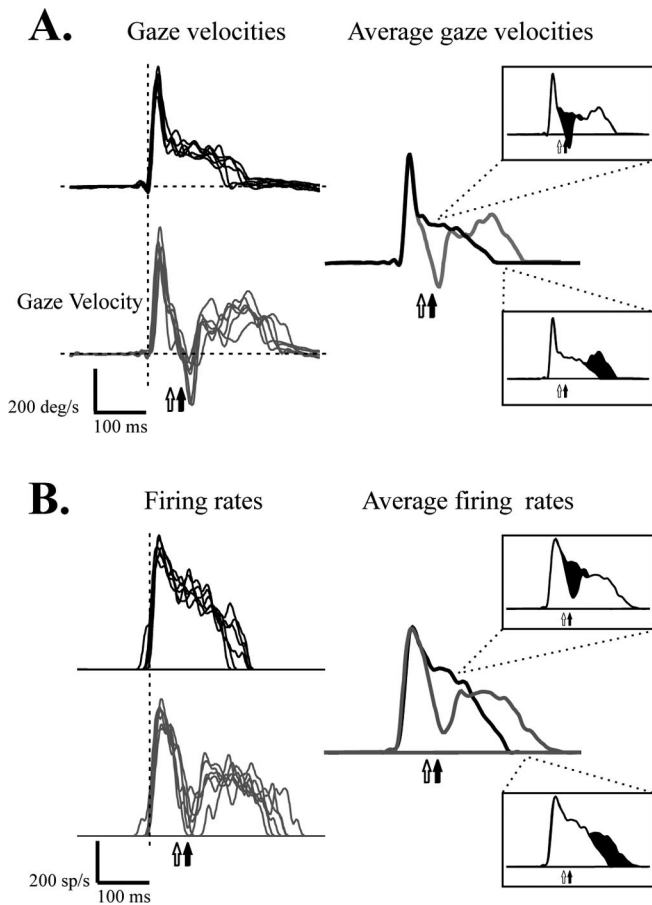 A.
Gaze velocities
Average gaze velocities
Gaze Velocity
200 deg/s
100 ms
B.
Firing rates
Average firing rates
200 sp/s
100 ms